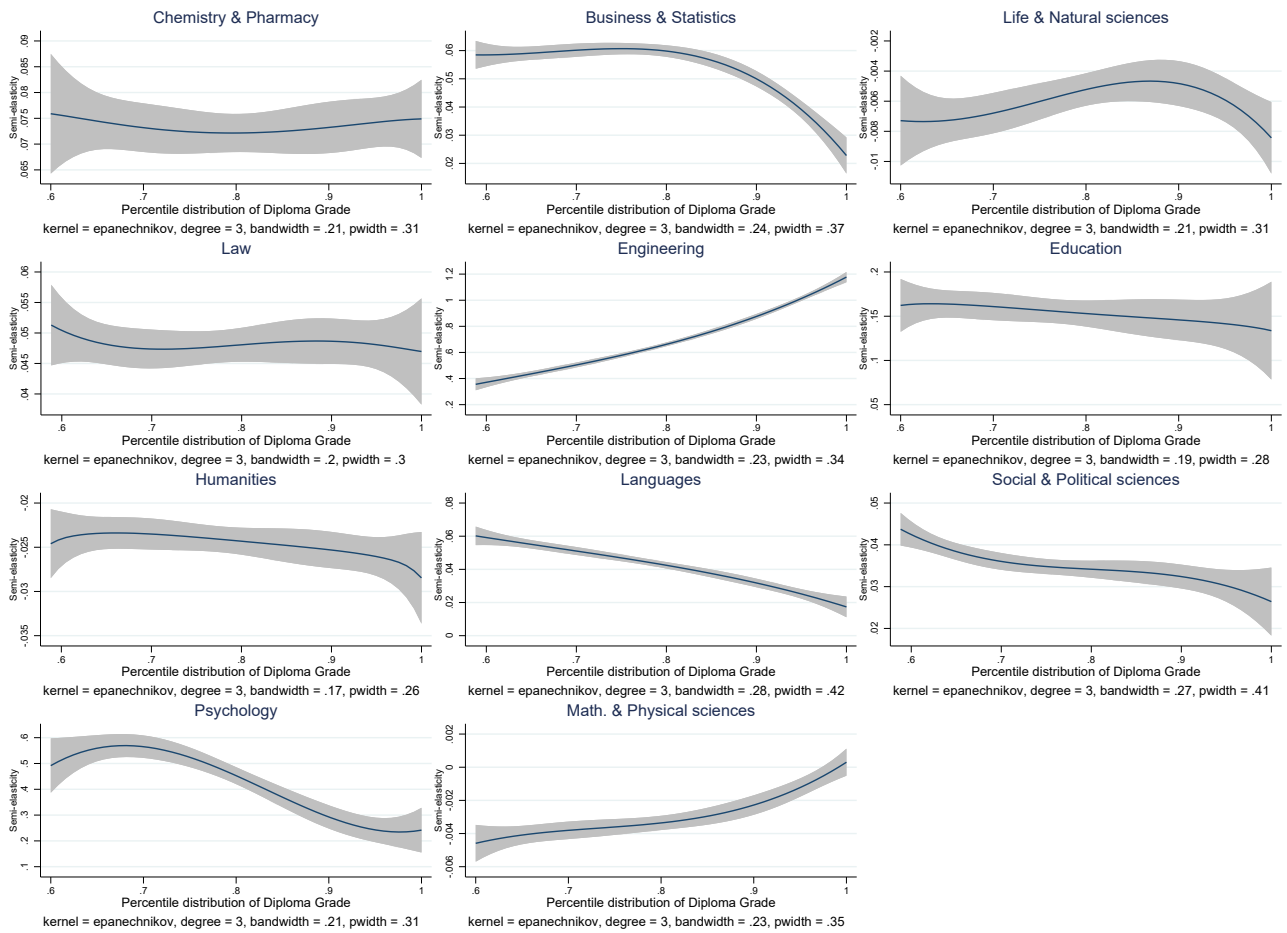 Chemistry & Pharmacy
Semi-elasticity
.065 .07 .075 .08 .085 .09
.6 .7 .8 .9 1
Percentile distribution of Diploma Grade
kernel = epanechnikov, degree = 3, bandwidth = .21, pwidth = .31
Business & Statistics
Semi-elasticity
.02 .03 .04 .05 .06
.6 .7 .8 .9 1
Percentile distribution of Diploma Grade
kernel = epanechnikov, degree = 3, bandwidth = .24, pwidth = .37
Life & Natural sciences
Semi-elasticity
-.01 -.008 -.006 -.004 -.002
.6 .7 .8 .9 1
Percentile distribution of Diploma Grade
kernel = epanechnikov, degree = 3, bandwidth = .21, pwidth = .31
Law
Semi-elasticity
.04 .045 .05 .055 .06
.6 .7 .8 .9 1
Percentile distribution of Diploma Grade
kernel = epanechnikov, degree = 3, bandwidth = .2, pwidth = .3
Engineering
Semi-elasticity
.2 .4 .6 .8 1 1.2
.6 .7 .8 .9 1
Percentile distribution of Diploma Grade
kernel = epanechnikov, degree = 3, bandwidth = .23, pwidth = .34
Education
Semi-elasticity
.05 .1 .15 .2
.6 .7 .8 .9 1
Percentile distribution of Diploma Grade
kernel = epanechnikov, degree = 3, bandwidth = .19, pwidth = .28
Humanities
Semi-elasticity
-.035 -.03 -.025 -.02
.6 .7 .8 .9 1
Percentile distribution of Diploma Grade
kernel = epanechnikov, degree = 3, bandwidth = .17, pwidth = .26
Languages
Semi-elasticity
0 .02 .04 .06 .08
.6 .7 .8 .9 1
Percentile distribution of Diploma Grade
kernel = epanechnikov, degree = 3, bandwidth = .28, pwidth = .42
Social & Political sciences
Semi-elasticity
.02 .03 .04 .05
.6 .7 .8 .9 1
Percentile distribution of Diploma Grade
kernel = epanechnikov, degree = 3, bandwidth = .27, pwidth = .41
Psychology
Semi-elasticity
.1 .2 .3 .4 .5 .6
.6 .7 .8 .9 1
Percentile distribution of Diploma Grade
kernel = epanechnikov, degree = 3, bandwidth = .21, pwidth = .31
Math. & Physical sciences
Semi-elasticity
-.006 -.004 -.002 0 .002
.6 .7 .8 .9 1
Percentile distribution of Diploma Grade
kernel = epanechnikov, degree = 3, bandwidth = .23, pwidth = .35